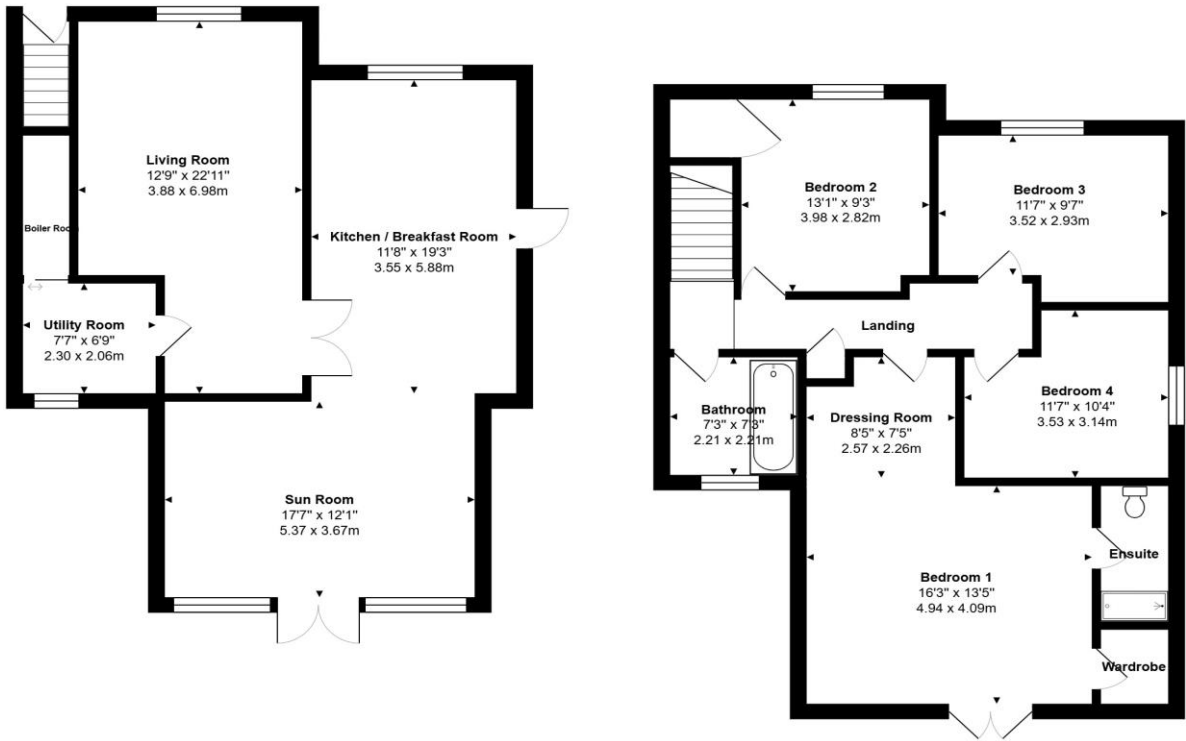 Living Room
12'9" x 22'11"
3.88 x 6.98m
Boiler Room
Kitchen / Breakfast Room
11'8" x 19'3"
3.55 x 5.88m
Utility Room
7'7" x 6'9"
2.30 x 2.06m
Sun Room
17'7" x 12'1"
5.37 x 3.67m
Bedroom 2
13'1" x 9'3"
3.98 x 2.82m
Bedroom 3
11'7" x 9'7"
3.52 x 2.93m
Landing
Bathroom
7'3" x 7'3"
2.21 x 2.21m
Dressing Room
8'5" x 7'5"
2.57 x 2.26m
Bedroom 4
11'7" x 10'4"
3.53 x 3.14m
Ensuite
Bedroom 1
16'3" x 13'5"
4.94 x 4.09m
Wardrobe